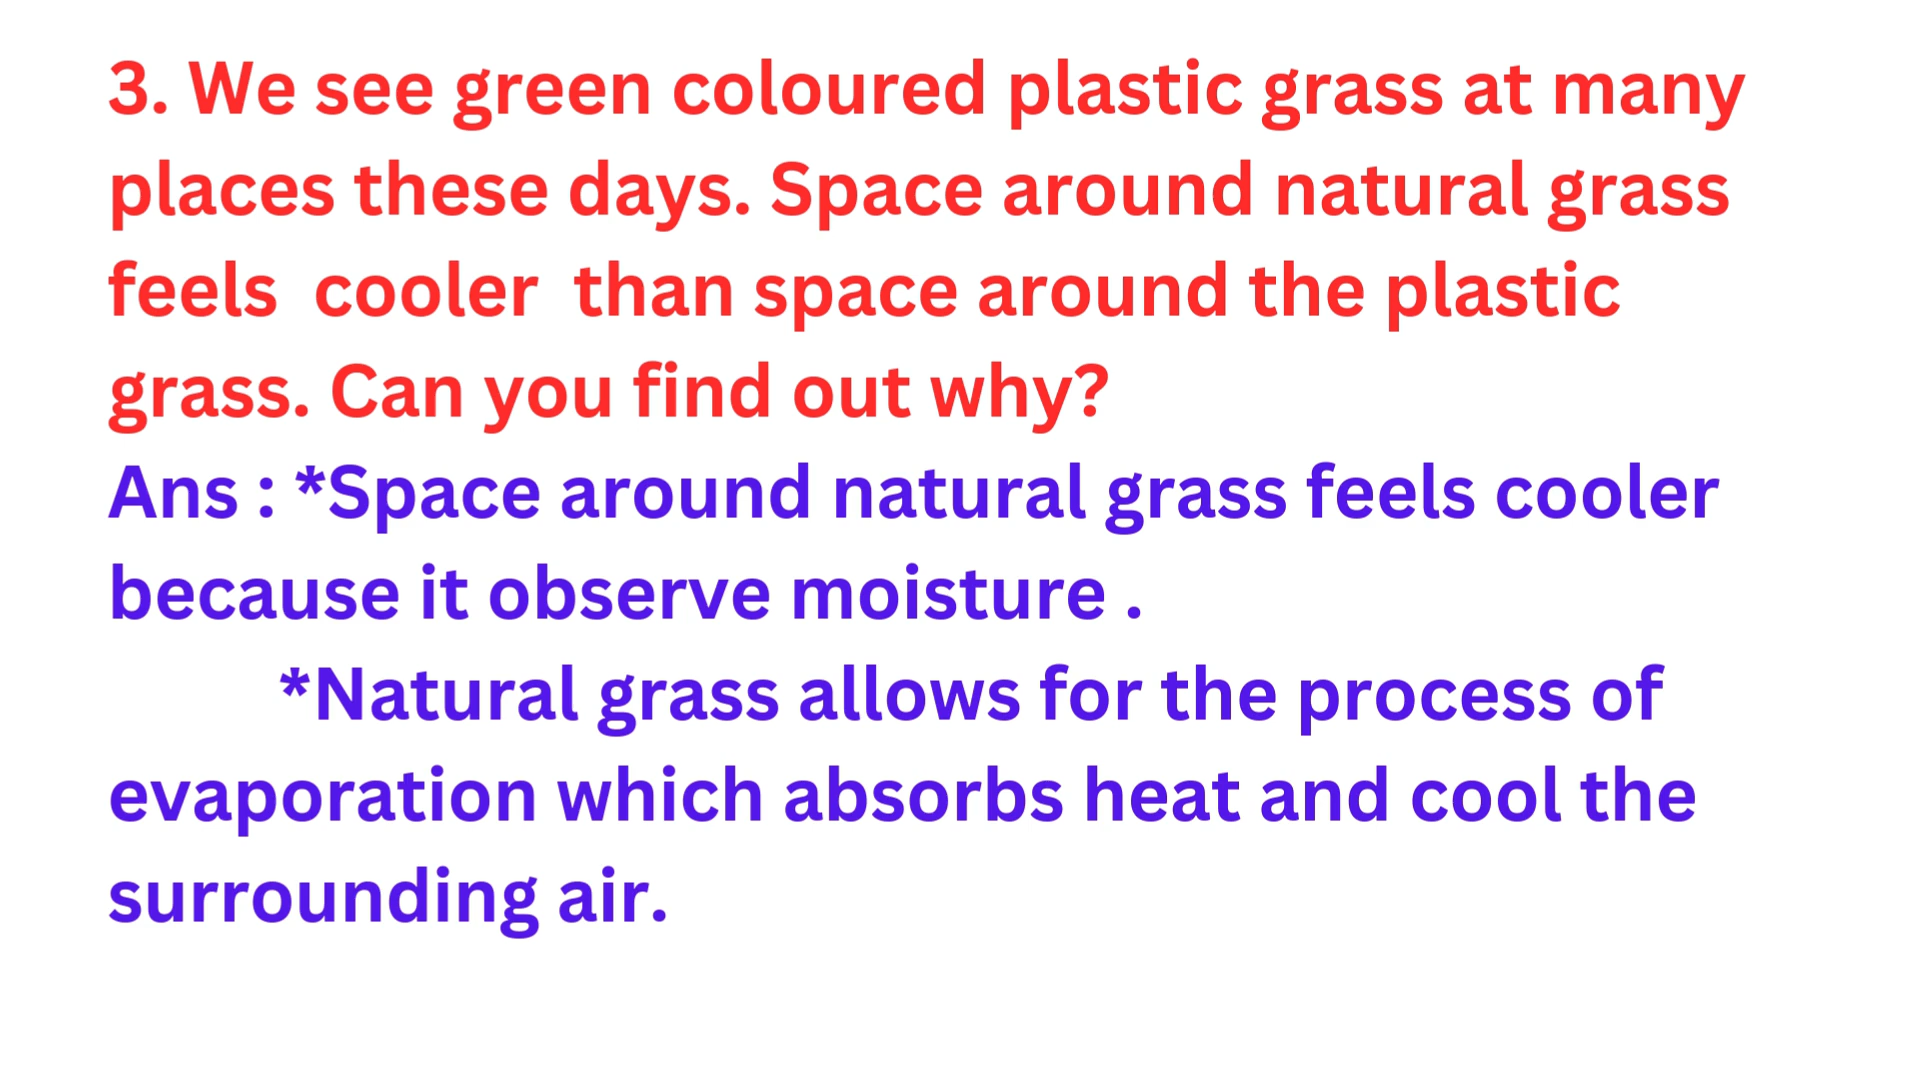 3. We see green coloured plastic grass at many
places these days. Space around natural grass
feels  cooler  than space around the plastic
grass. Can you find out why?
Ans : *Space around natural grass feels cooler
because it observe moisture .
*Natural grass allows for the process of
evaporation which absorbs heat and cool the
surrounding air.